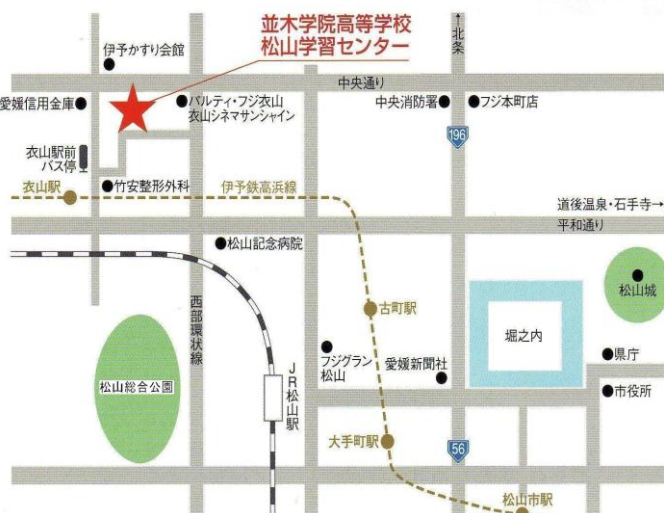 並木学院高等学校
松山学習センター
↑北条
伊予かすり会館
中央通り
愛媛信用金庫
パルティ・フジ衣山
衣山シネマサンシャイン
中央消防署
フジ本町店
196
衣山駅前
バス停
衣山駅
竹安整形外科
伊予鉄高浜線
道後温泉・石手寺→
平和通り
松山記念病院
松山城
西部環状線
古町駅
堀之内
フジグラン
松山
愛媛新聞社
県庁
松山総合公園
JR松山駅
市役所
大手町駅
56
松山市駅